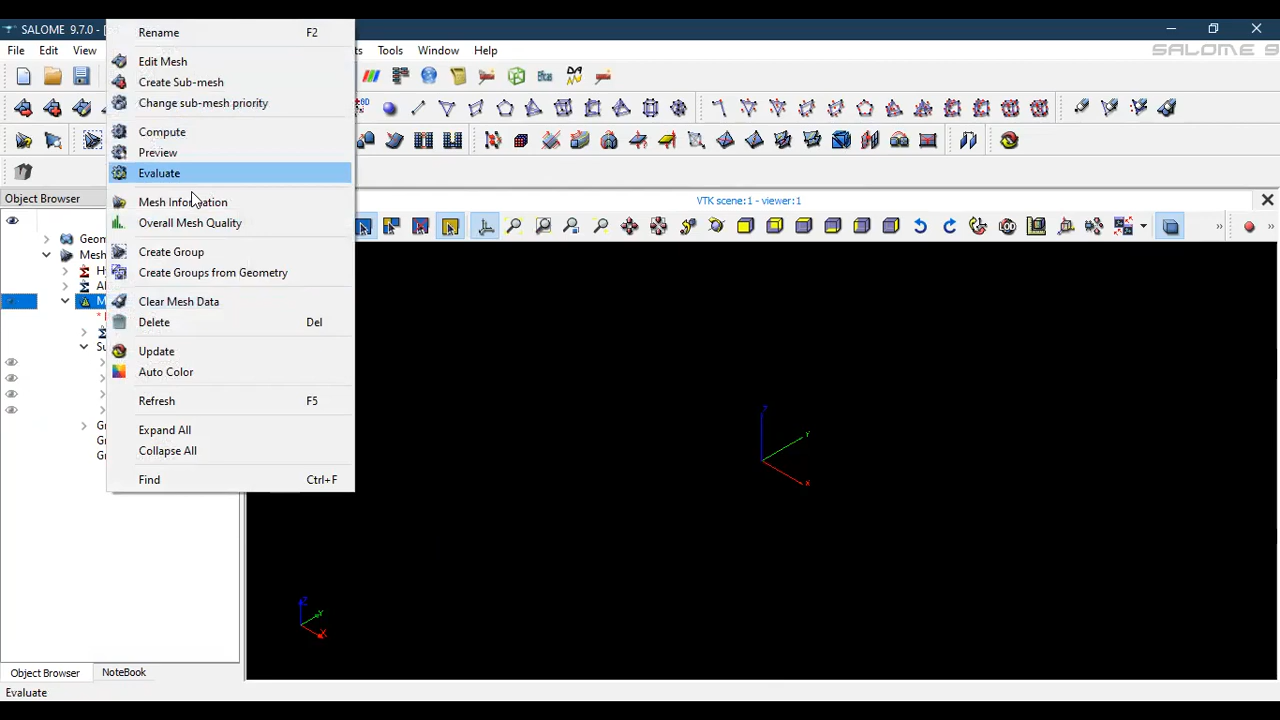 SALOME 9.7.0 - [
File Edit View Tools Window Help
SALOME 9
Rename F2
Edit Mesh
Create Sub-mesh
Change sub-mesh priority
Compute
Preview
Evaluate
Mesh Information
Overall Mesh Quality
Create Group
Create Groups from Geometry
Clear Mesh Data
Delete Del
Update
Auto Color
Refresh F5
Expand All
Collapse All
Find Ctrl+F
Object Browser
Geom
Mesh
VTK scene:1 - viewer:1
Z
Y
X
Z
Y
X
Object Browser NoteBook
Evaluate